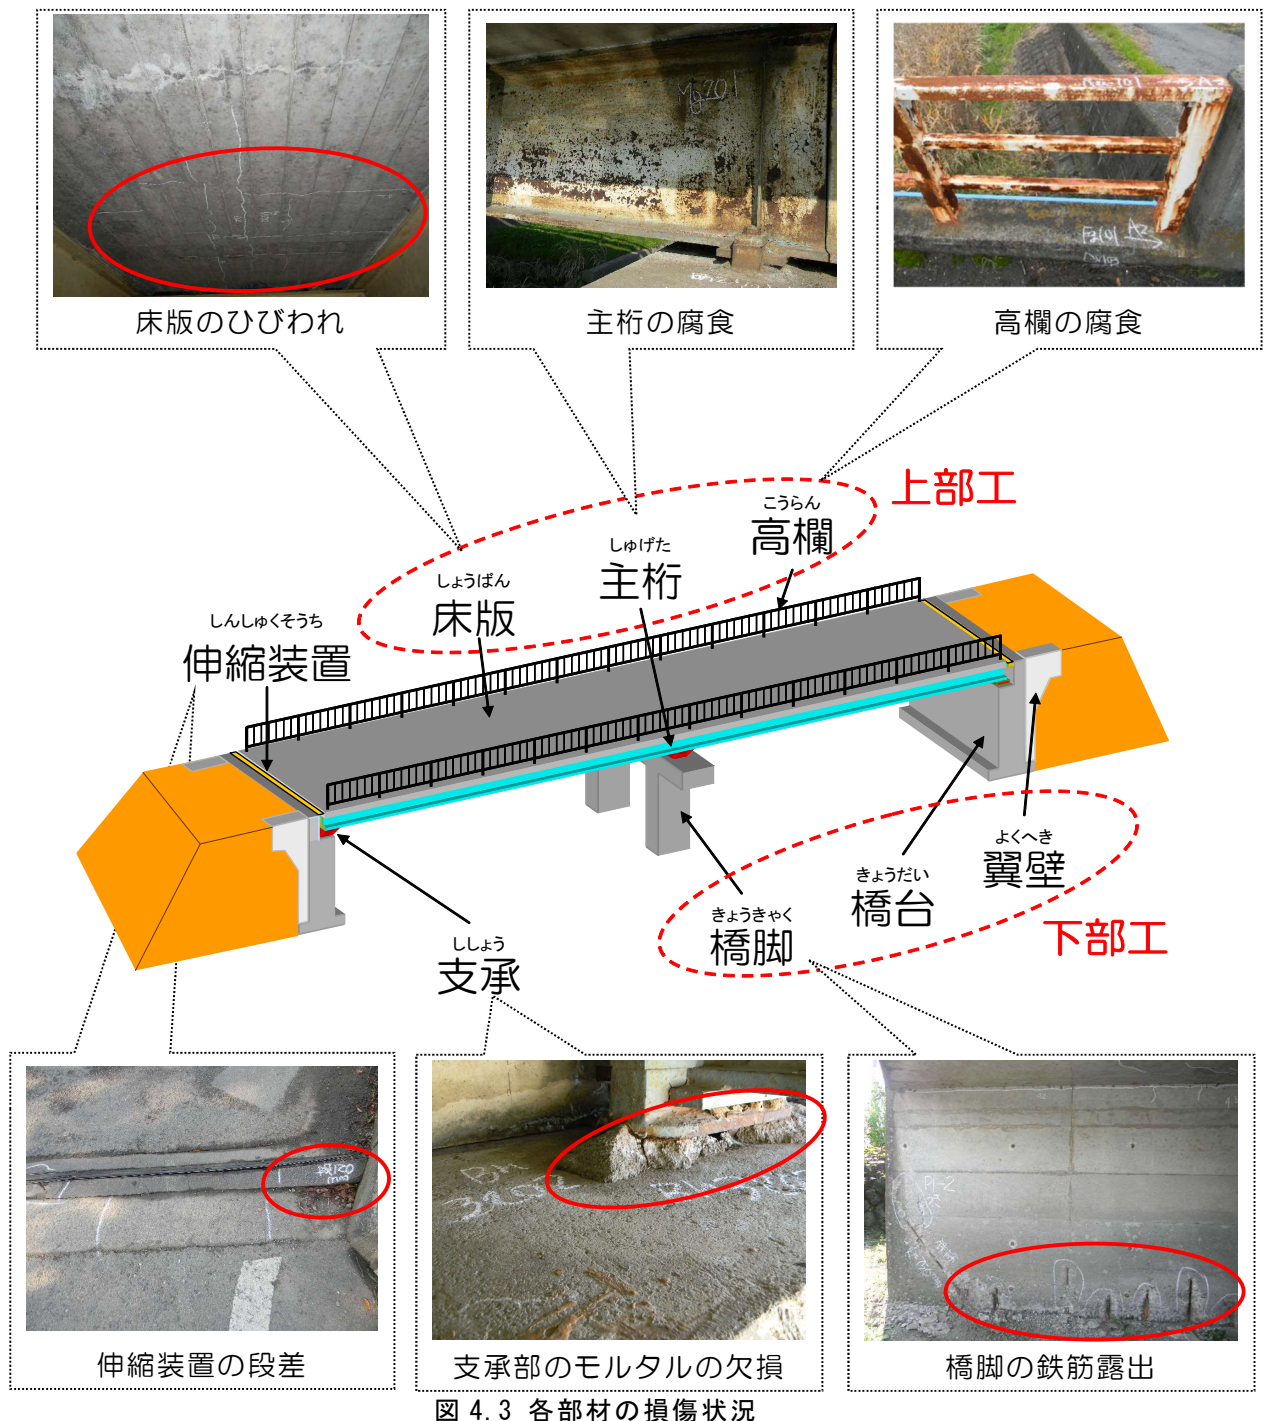 Mg201
床版のひびわれ
主桁の腐食
高欄の腐食
上部工
こうらん
高欄
しゅげた
主桁
しょうばん
床版
しんしゅくそうち
伸縮装置
よくへき
翼壁
きょうだい
橋台
きょうきゃく
橋脚
下部工
ししょう
支承
伸縮装置の段差
支承部のモルタルの欠損
橋脚の鉄筋露出
図 4.3 各部材の損傷状況